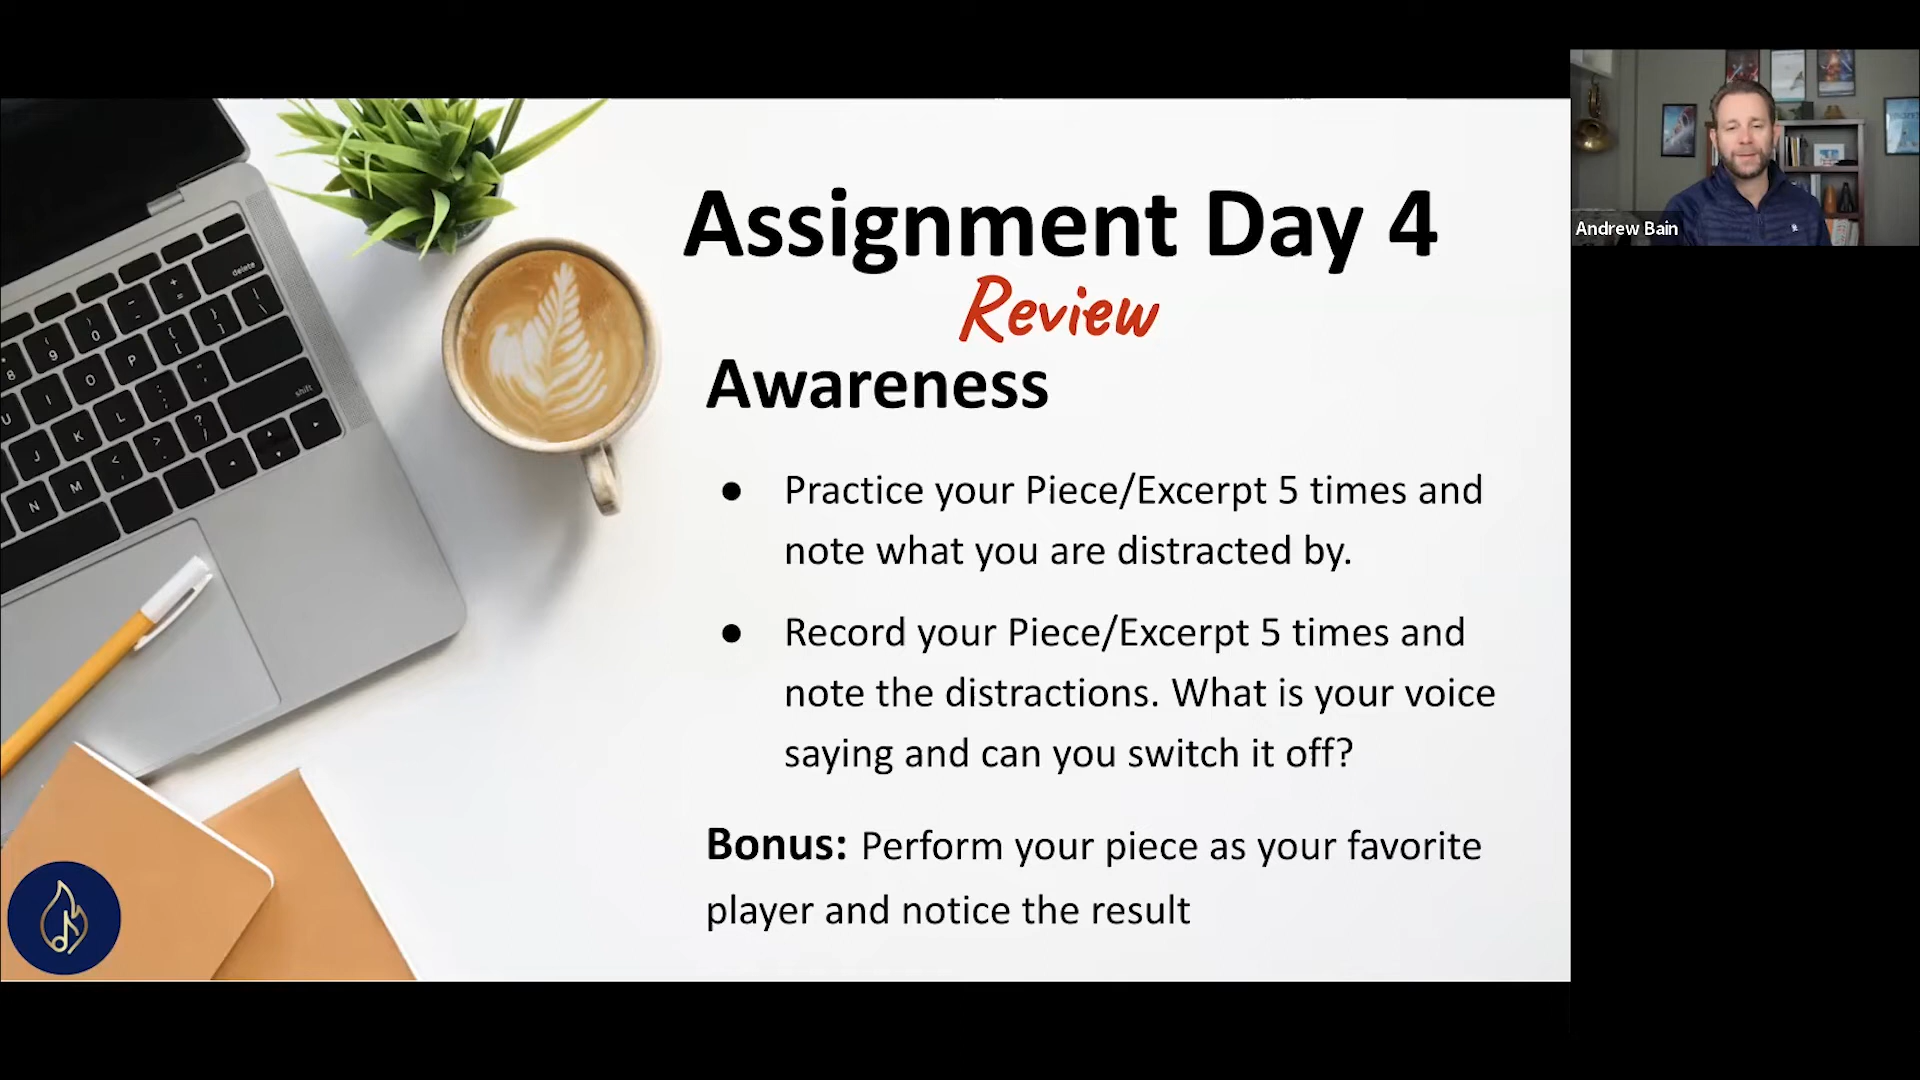 Assignment Day 4
Review
Awareness
● Practice your Piece/Excerpt 5 times and
note what you are distracted by.
● Record your Piece/Excerpt 5 times and
note the distractions. What is your voice
saying and can you switch it off?
Bonus: Perform your piece as your favorite
player and notice the result
Andrew Bain
delete
shift